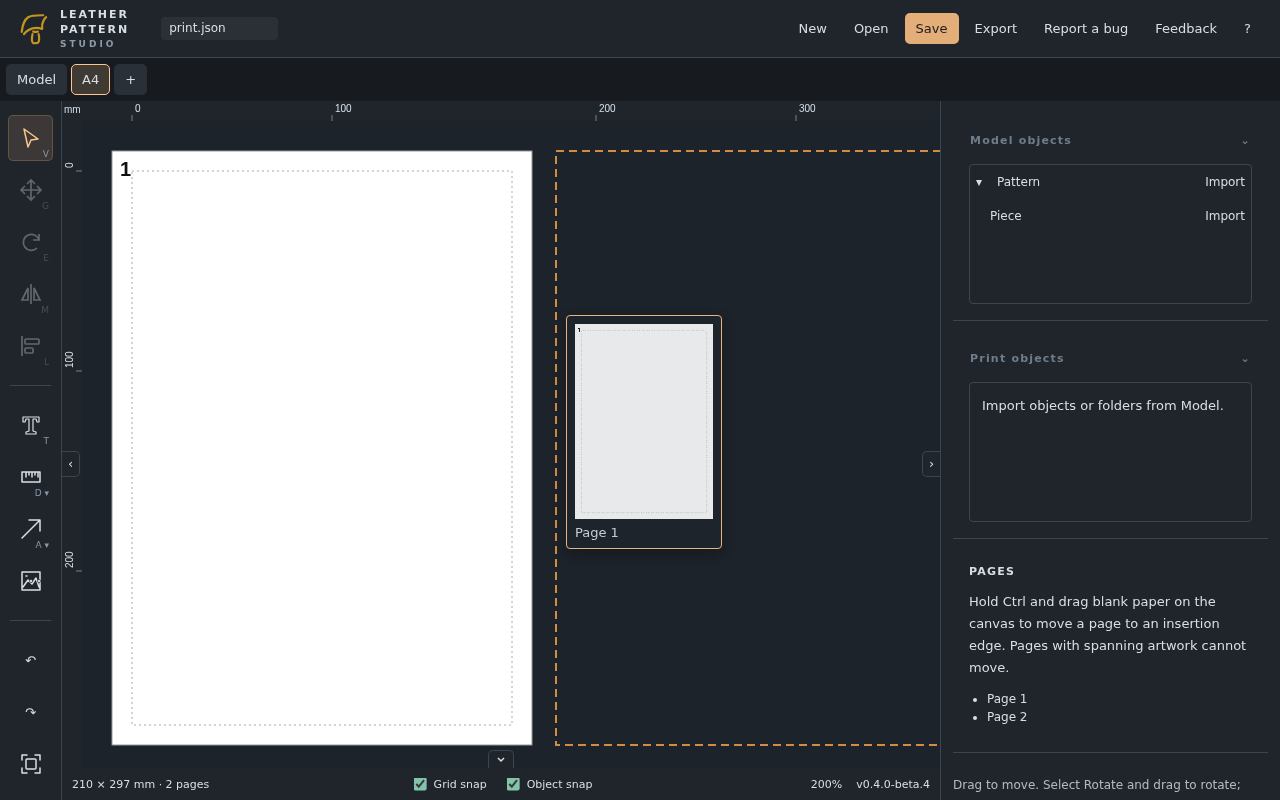 LEATHER
PATTERN
STUDIO
print.json
New
Open
Save
Export
Report a bug
Feedback
?
Model
A4
+
mm
0
100
200
300
0
100
200
V
G
E
M
L
T
D ▾
A ▾
1
1
Page 1
Model objects
▾ Pattern Import
Piece Import
Print objects
Import objects or folders from Model.
PAGES
Hold Ctrl and drag blank paper on the
canvas to move a page to an insertion
edge. Pages with spanning artwork cannot
move.
• Page 1
• Page 2
Drag to move. Select Rotate and drag to rotate;
210 × 297 mm · 2 pages
Grid snap
Object snap
200%
v0.4.0-beta.4